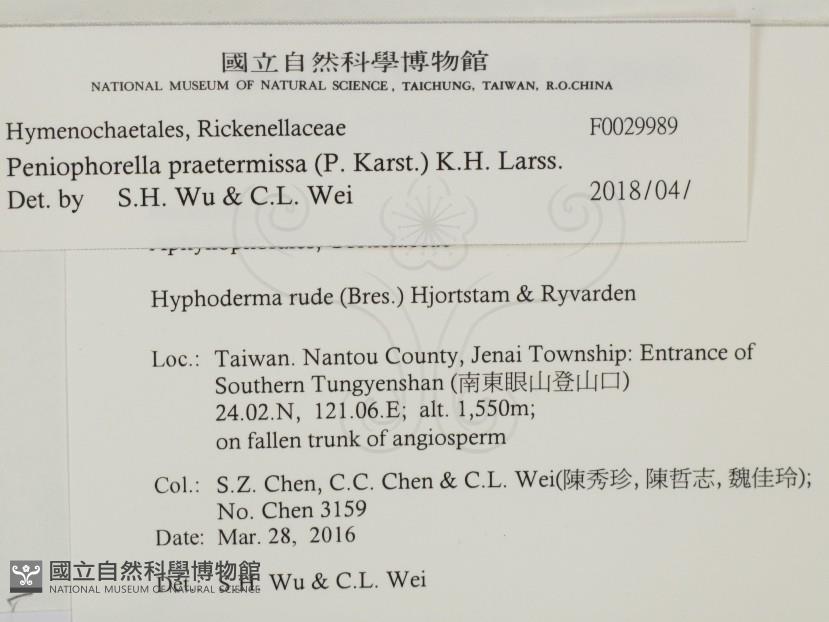 國立自然科學博物館
NATIONAL MUSEUM OF NATURAL SCIENCE, TAICHUNG, TAIWAN, R.O.CHINA
Hymenochaetales, Rickenellaceae F0029989
Peniophorella praetermissa (P. Karst.) K.H. Larss.
Det. by S.H. Wu & C.L. Wei 2018/04/
Hyphoderma rude (Bres.) Hjortstam & Ryvarden
Loc.: Taiwan. Nantou County, Jenai Township: Entrance of
Southern Tungyenshan (南東眼山登山口)
24.02.N, 121.06.E; alt. 1,550m;
on fallen trunk of angiosperm
Col.: S.Z. Chen, C.C. Chen & C.L. Wei(陳秀珍, 陳哲志, 魏佳玲);
No. Chen 3159
Date: Mar. 28, 2016
Det.: S.H. Wu & C.L. Wei
國立自然科學博物館
NATIONAL MUSEUM OF NATURAL SCIENCE